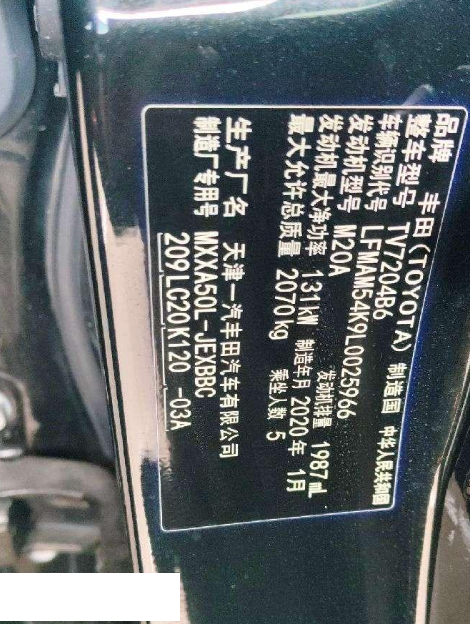 品牌 丰田(TOYOTA) 制造国 中华人民共和国
整车型号 TV7204B6
车辆识别代号 LFMAW54K9L0025966
发动机型号 M20A 发动机排量 1987mL
发动机最大净功率 131kW 制造年月 2020年 1月
最大允许总质量 2070kg 乘坐人数 5
生产厂名 天津一汽丰田汽车有限公司
制造厂专用号 MXXA50L-JEXBBC
209LC20K120 -03A